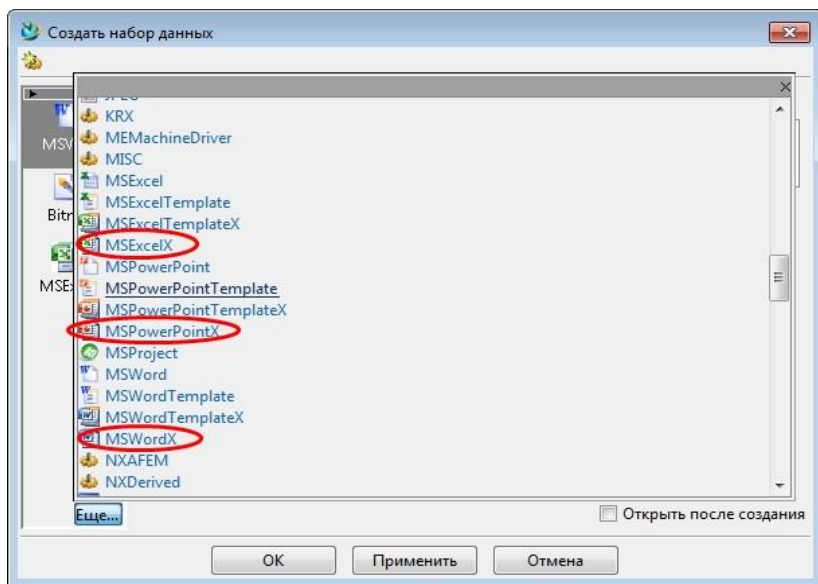 Создать набор данных
KRX
MEMachineDriver
MISC
MSExcel
MSExcelTemplate
MSExcelTemplateX
MSExcelX
MSPowerPoint
MSPowerPointTemplate
MSPowerPointTemplateX
MSPowerPointX
MSProject
MSWord
MSWordTemplate
MSWordTemplateX
MSWordX
NXAFEM
NXDerived
Еще...
Открыть после создания
OK
Применить
Отмена